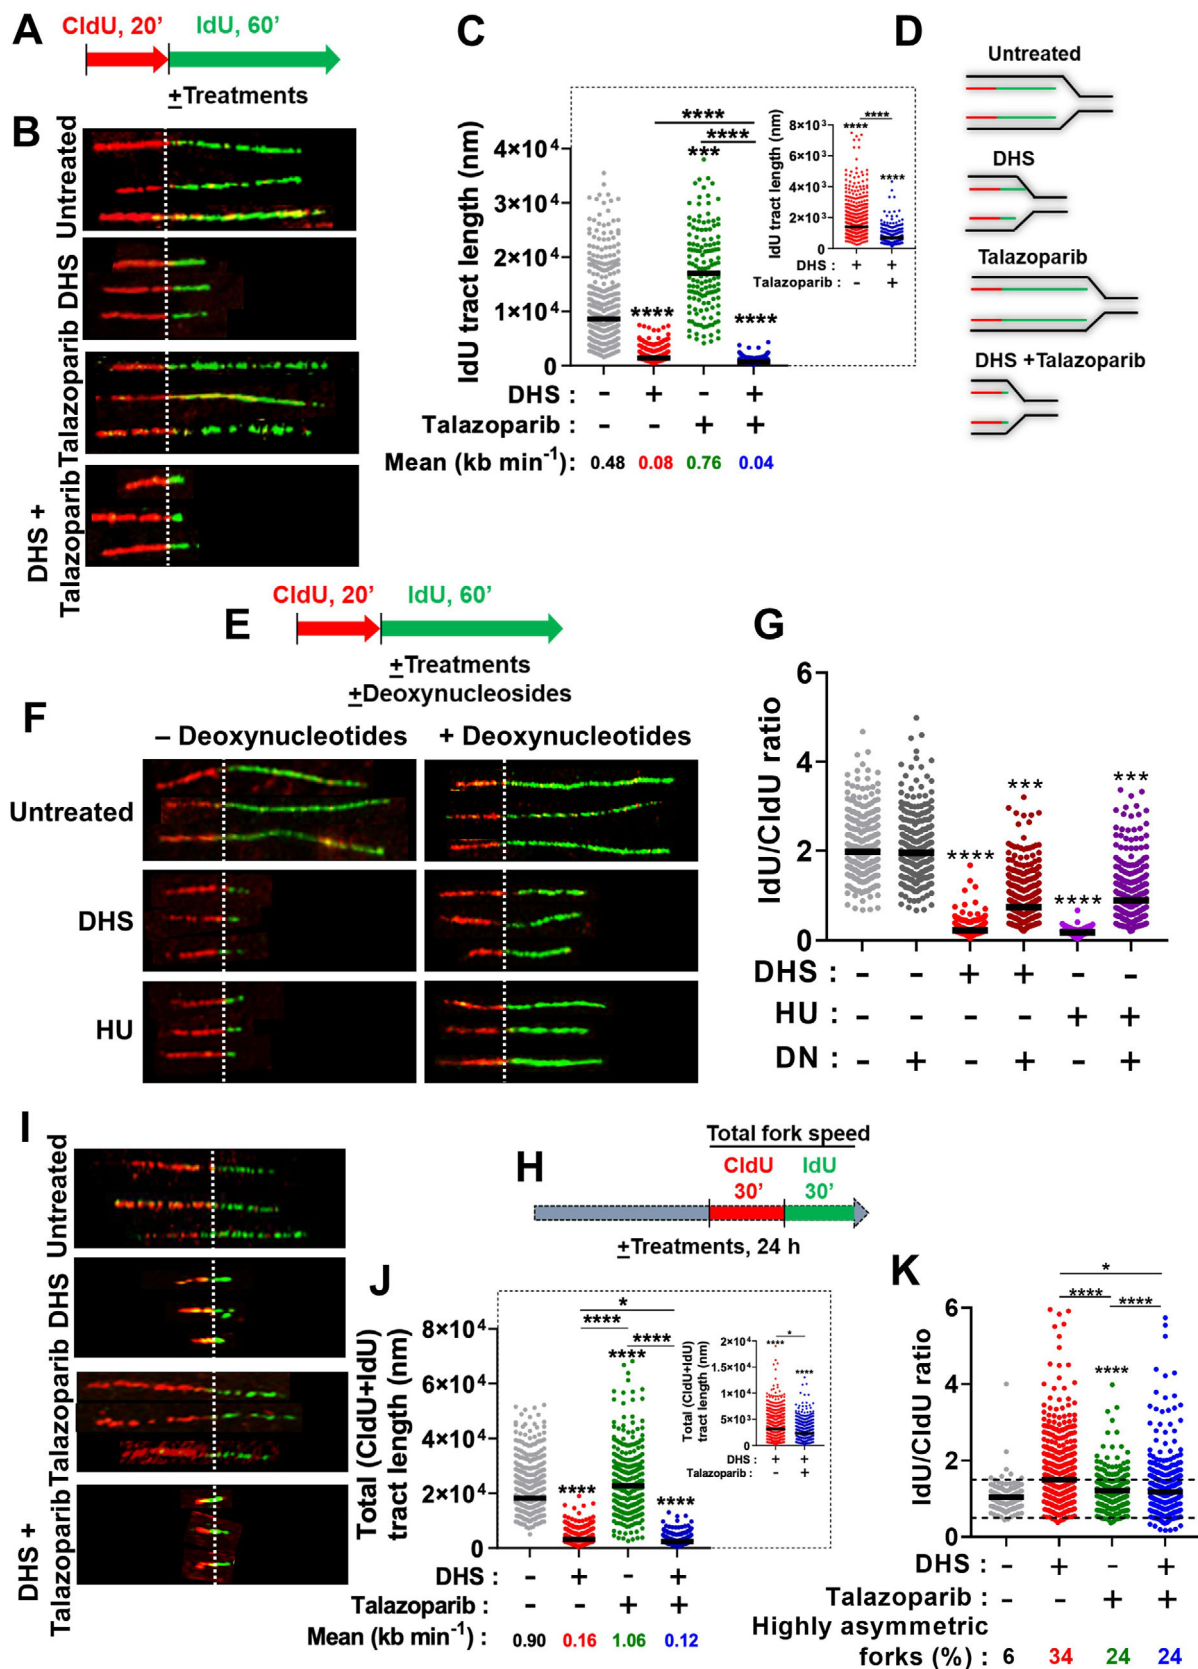 A
CldU, 20’ IdU, 60’
±Treatments
B
Untreated
DHS
Talazoparib
DHS +
Talazoparib
C
IdU tract length (nm)
4×10⁴
3×10⁴
2×10⁴
1×10⁴
0
****
****
***
****
****
DHS : - + - +
Talazoparib : - - + +
Mean (kb min⁻¹): 0.48 0.08 0.76 0.04
IdU tract length (nm)
8×10³
6×10³
4×10³
2×10³
0
****
****
****
DHS : + +
Talazoparib : - +
D
Untreated
DHS
Talazoparib
DHS +Talazoparib
E
CldU, 20’ IdU, 60’
±Treatments
±Deoxynucleosides
F
– Deoxynucleotides + Deoxynucleotides
Untreated
DHS
HU
G
IdU/CldU ratio
6
4
2
0
****
***
****
***
DHS : - - + + - -
HU : - - - - + +
DN : - + - + - +
H
Total fork speed
CldU IdU
30’ 30’
±Treatments, 24 h
I
Untreated
DHS
Talazoparib
DHS +
Talazoparib
J
Total (CldU+IdU)
tract length (nm)
8×10⁴
6×10⁴
4×10⁴
2×10⁴
0
*
****
****
****
****
****
DHS : - + - +
Talazoparib : - - + +
Mean (kb min⁻¹) : 0.90 0.16 1.06 0.12
Total (CldU+IdU)
tract length (nm)
2×10⁴
1.5×10⁴
1×10⁴
5×10³
0
*
****
****
DHS : + +
Talazoparib : - +
K
IdU/CldU ratio
6
4
2
0
*
****
****
****
DHS : - + - +
Talazoparib : - - + +
Highly asymmetric
forks (%) : 6 34 24 24